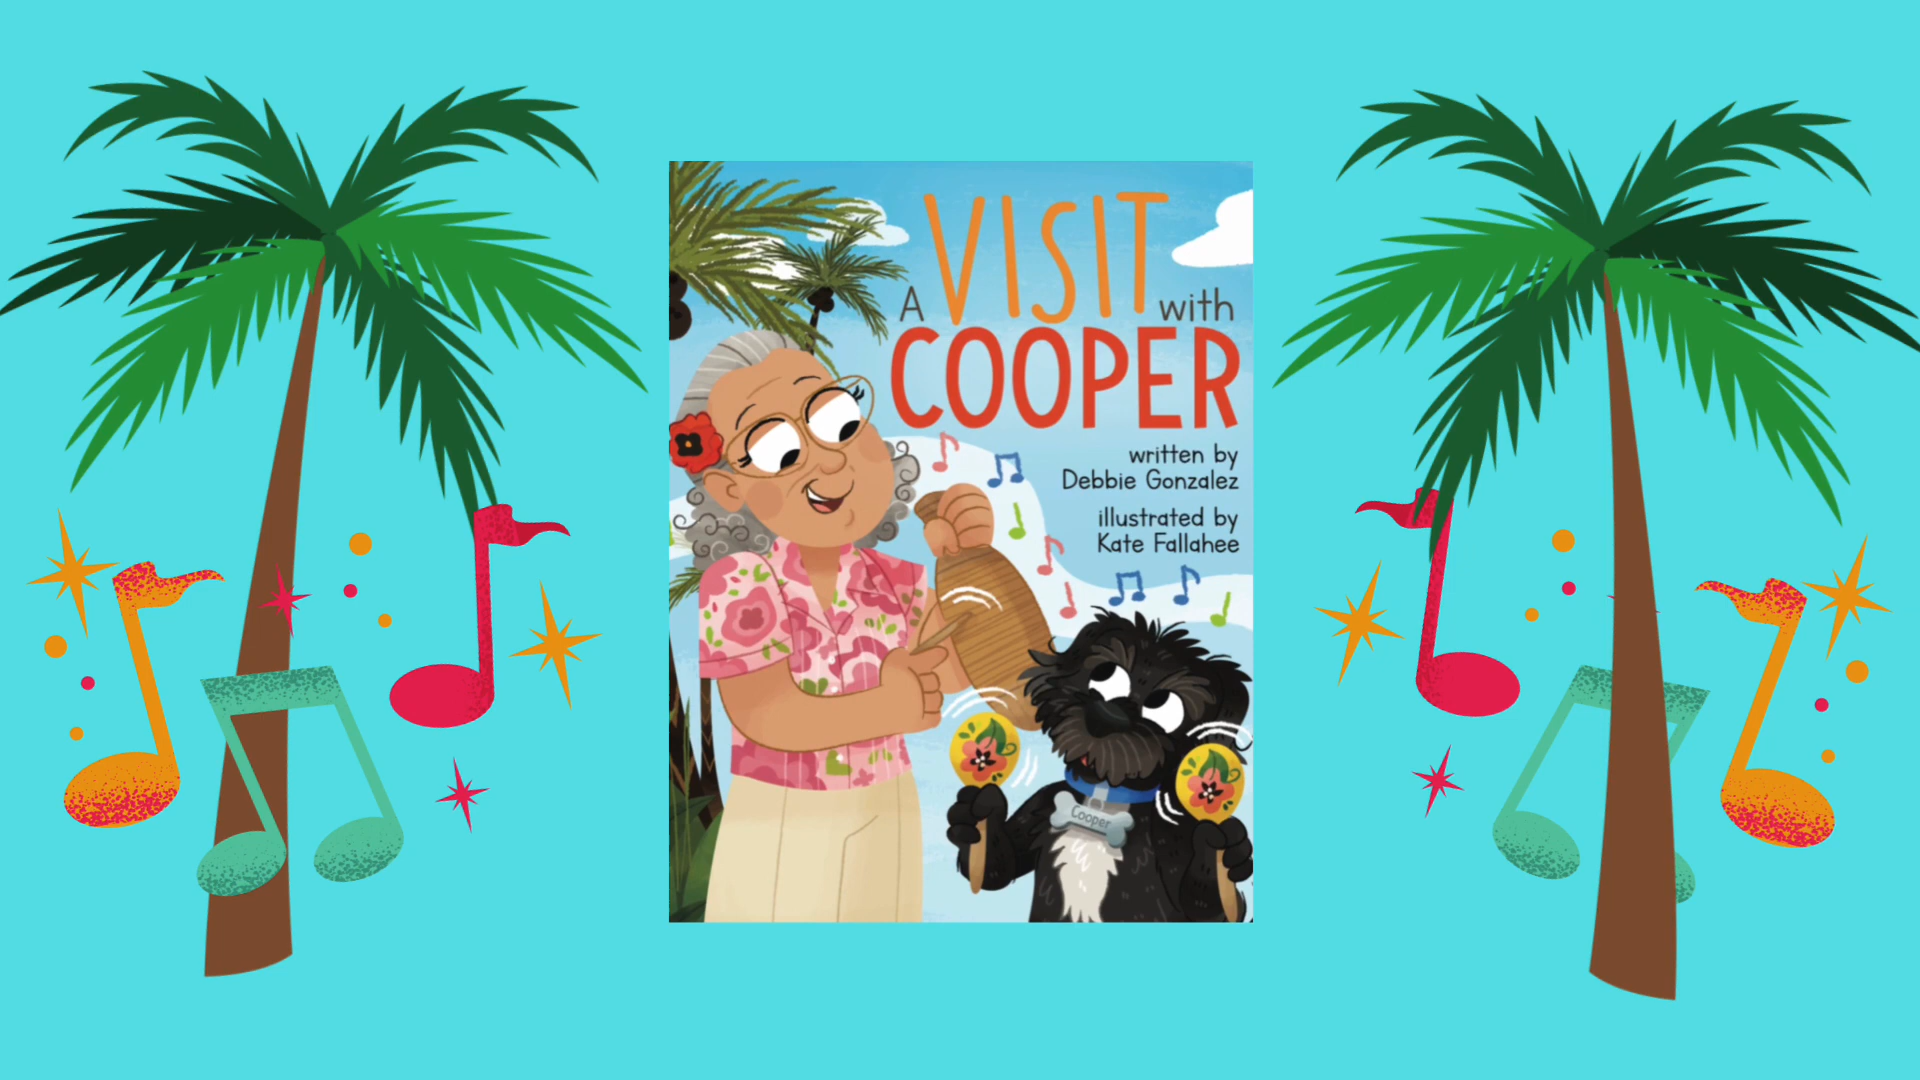 A VISIT with
COOPER
written by
Debbie Gonzalez
illustrated by
Kate Fallahee
Cooper